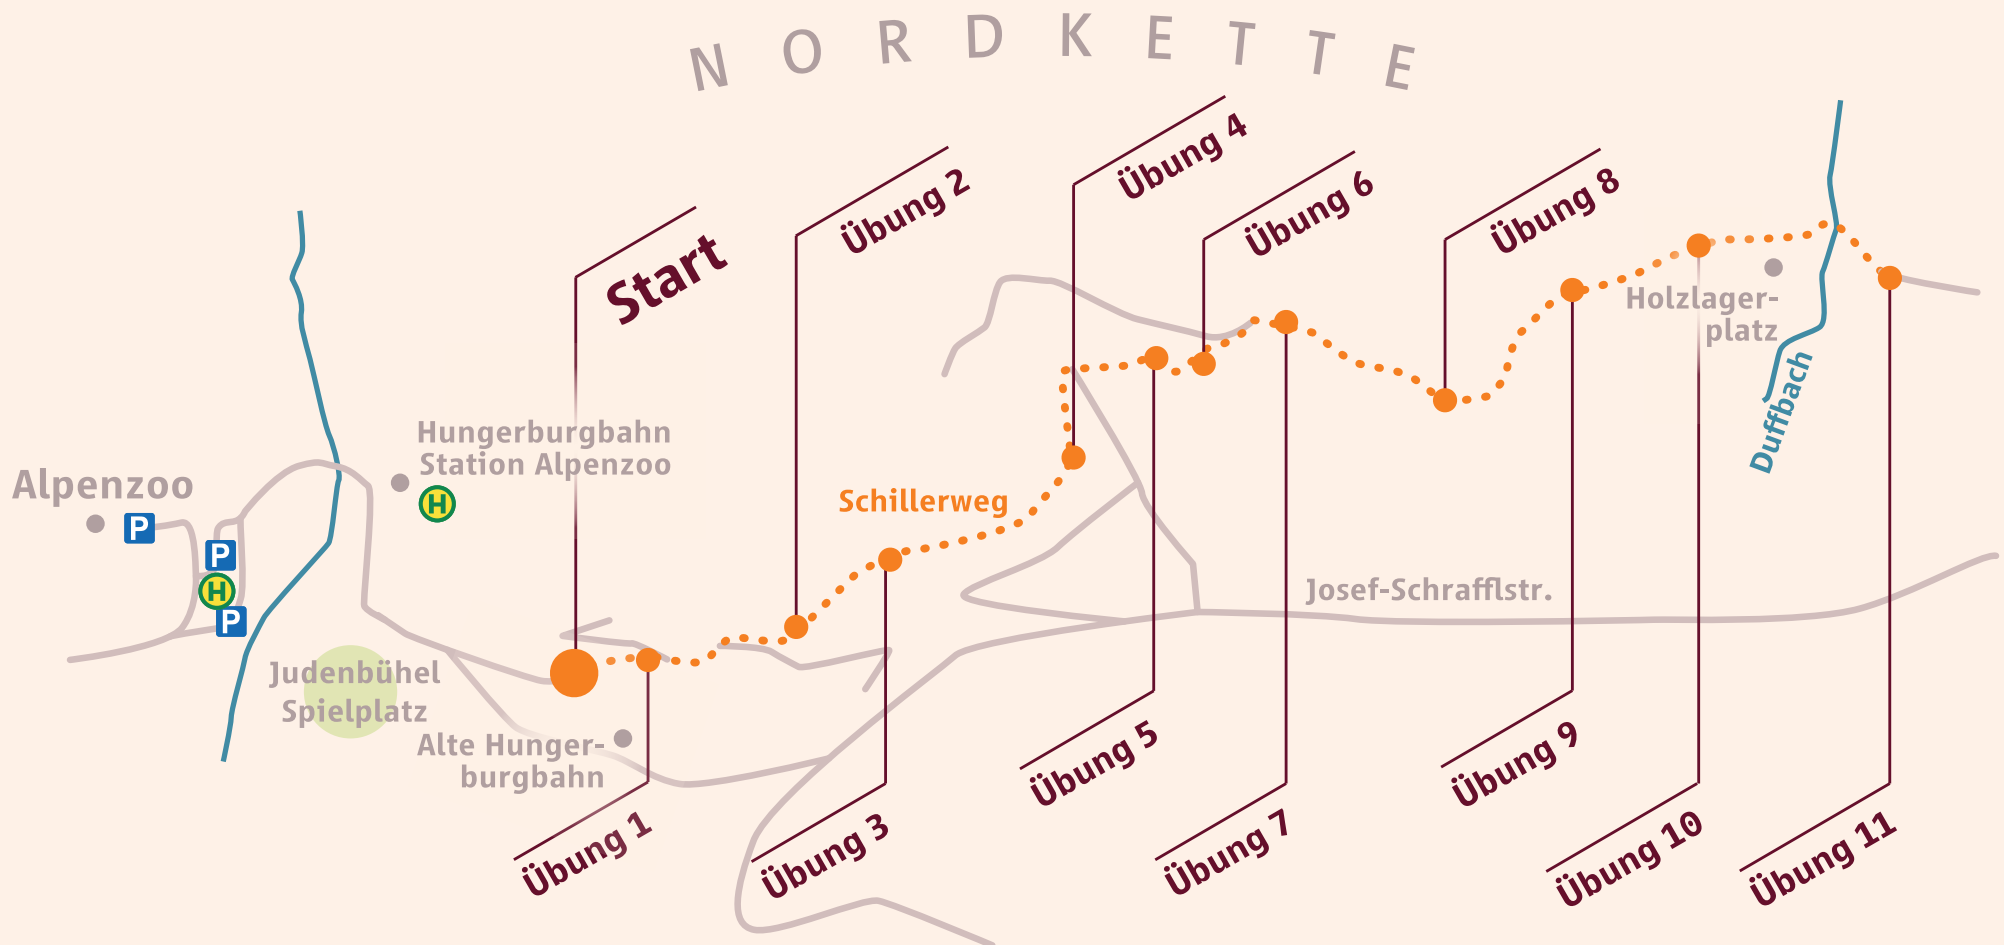 NORDKETTE
Start
Übung 2
Übung 4
Übung 6
Übung 8
Holzlager-
platz
Duffbach
Hungerburgbahn
Station Alpenzoo
H
Alpenzoo
P
P
H
P
Schillerweg
Josef-Schrafflstr.
Judenbühel
Spielplatz
Alte Hunger-
burgbahn
Übung 1
Übung 3
Übung 5
Übung 7
Übung 9
Übung 10
Übung 11